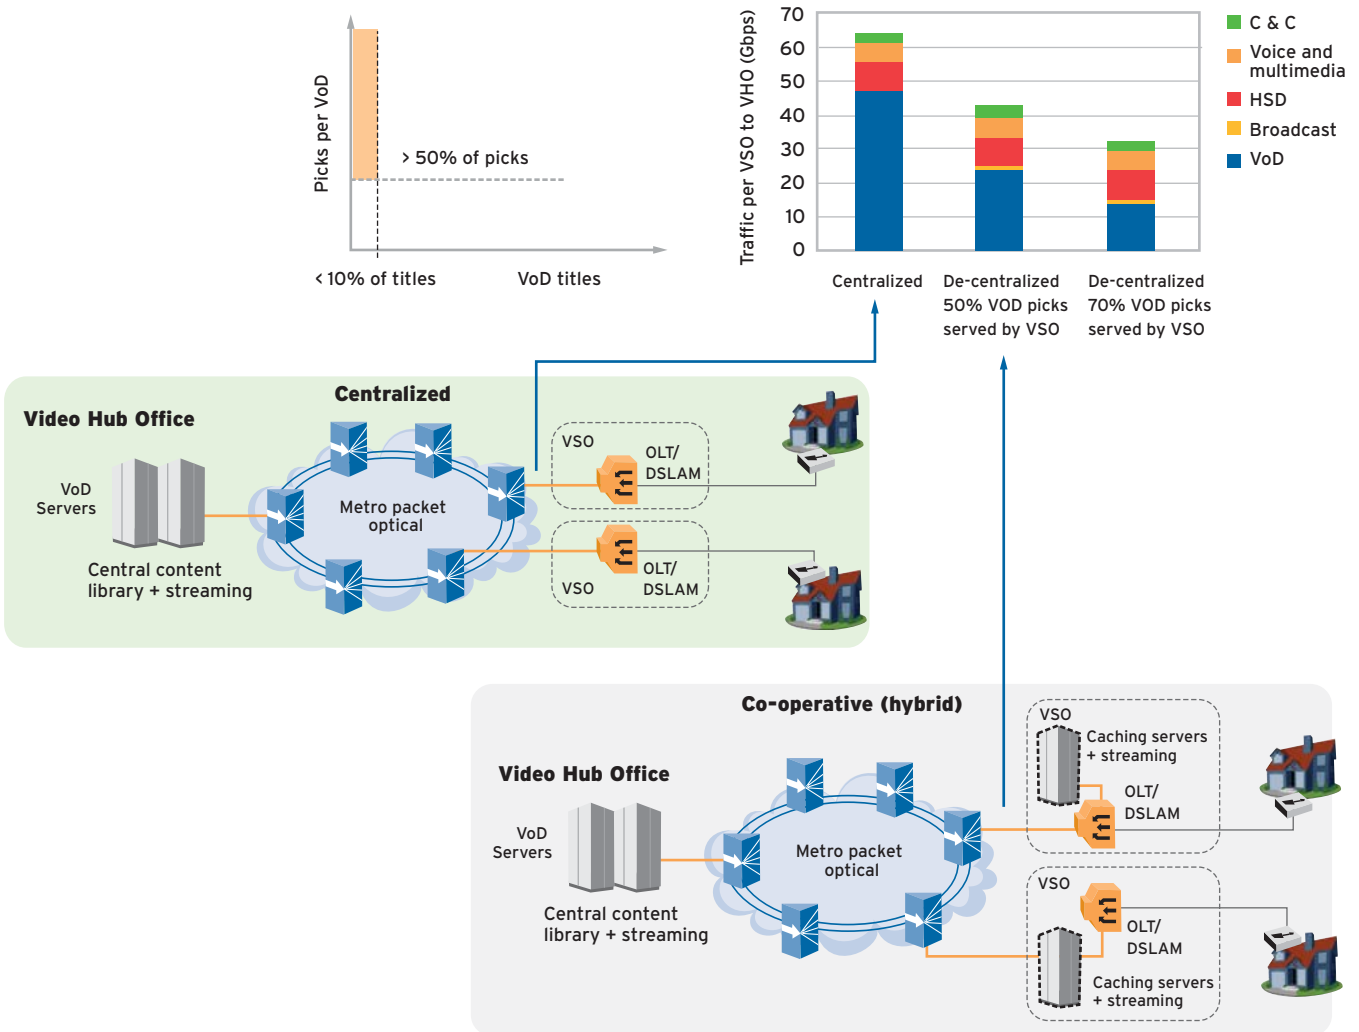 Picks per VoD
> 50% of picks
< 10% of titles
VoD titles
Traffic per VSO to VHO (Gbps)
70
60
50
40
30
20
10
0
Centralized
De-centralized
50% VOD picks
served by VSO
De-centralized
70% VOD picks
served by VSO
C & C
Voice and
multimedia
HSD
Broadcast
VoD
Centralized
Video Hub Office
VoD
Servers
Central content
library + streaming
Metro packet
optical
VSO
OLT/
DSLAM
VSO
OLT/
DSLAM
Co-operative (hybrid)
Video Hub Office
VoD
Servers
Central content
library + streaming
Metro packet
optical
VSO
Caching servers
+ streaming
OLT/
DSLAM
VSO
OLT/
DSLAM
Caching servers
+ streaming